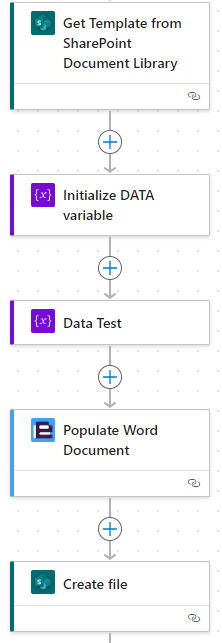 Get Template from
SharePoint
Document Library
{x}
Initialize DATA
variable
{x}
Data Test
Populate Word
Document
Create file